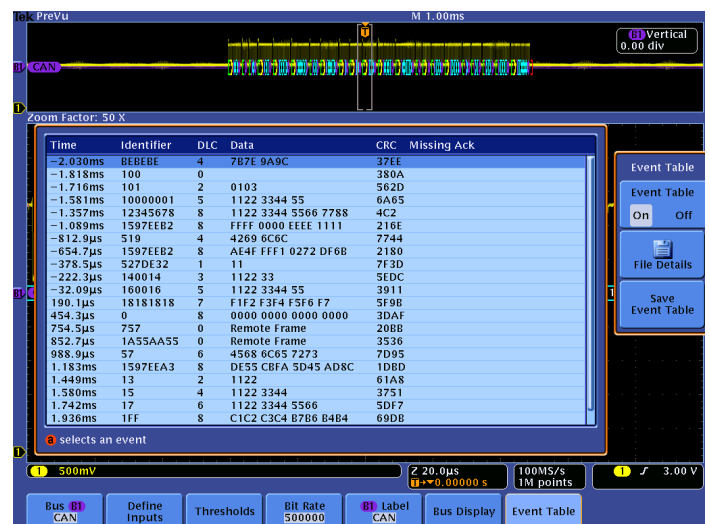 Tek PreVu M 1.00ms
B1 Vertical
0.00 div
B1 CAN
1
Zoom Factor: 50 X
Time Identifier DLC Data CRC Missing Ack
-2.030ms BEBEBE 4 7B7E 9A9C 37EE
-1.818ms 100 0 380A
-1.716ms 101 2 0103 562D
-1.581ms 10000001 5 1122 3344 55 6A65
-1.357ms 12345678 8 1122 3344 5566 7788 4C2
-1.089ms 1597EEB2 8 FFFF 0000 EEEE 1111 216E
-812.9µs 519 4 4269 6C6C 7744
-654.7µs 1597EEB2 8 AE4F FFF1 0272 DF6B 2180
-378.5µs 527DE32 1 11 7F3D
-222.3µs 140014 3 1122 33 5EDC
-32.09µs 160016 5 1122 3344 55 3911
190.1µs 18181818 7 F1F2 F3F4 F5F6 F7 5F9B
454.3µs 0 8 0000 0000 0000 0000 3DAF
754.5µs 757 0 Remote Frame 20BB
852.7µs 1A55AA55 0 Remote Frame 3536
988.9µs 57 6 4568 6C65 7273 7D95
1.183ms 1597EEA3 8 DE55 CBFA 5D45 AD8C 1DBD
1.449ms 13 2 1122 61A8
1.580ms 15 4 1122 3344 3751
1.742ms 17 6 1122 3344 5566 5DF7
1.936ms 1FF 8 C1C2 C3C4 B7B6 B4B4 69DB
a selects an event
Event Table
Event Table
On Off
File Details
Save
Event Table
B1
1
1 500mV
Z 20.0µs
T→▼0.00000 s
100MS/s
1M points
1 ʃ 3.00 V
Bus B1
CAN
Define
Inputs
Thresholds
Bit Rate
500000
B1 Label
CAN
Bus Display
Event Table